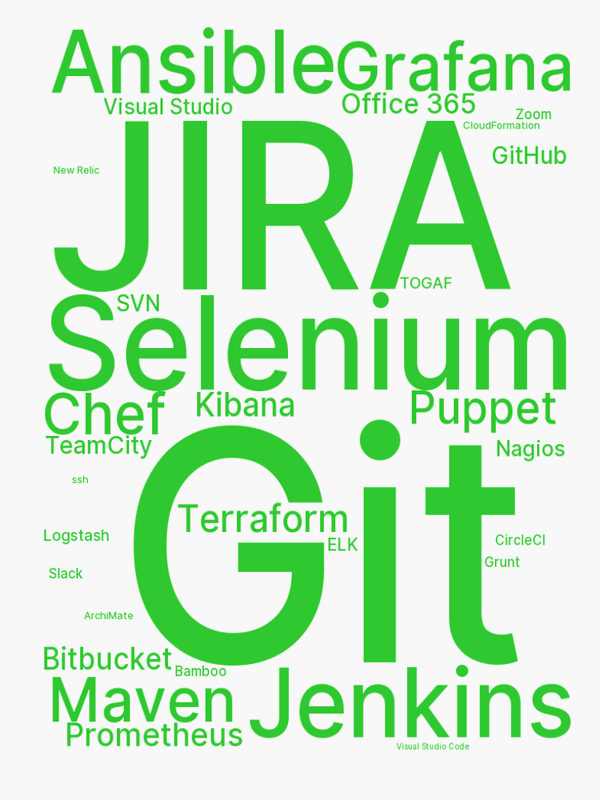 Ansible
Grafana
Visual Studio
Office 365
Zoom
CloudFormation
JIRA
GitHub
New Relic
TOGAF
SVN
Selenium
Chef
Kibana
Puppet
TeamCity
Nagios
ssh
Git
Terraform
Logstash
ELK
CircleCI
Grunt
Slack
ArchiMate
Bitbucket
Bamboo
Maven
Jenkins
Prometheus
Visual Studio Code